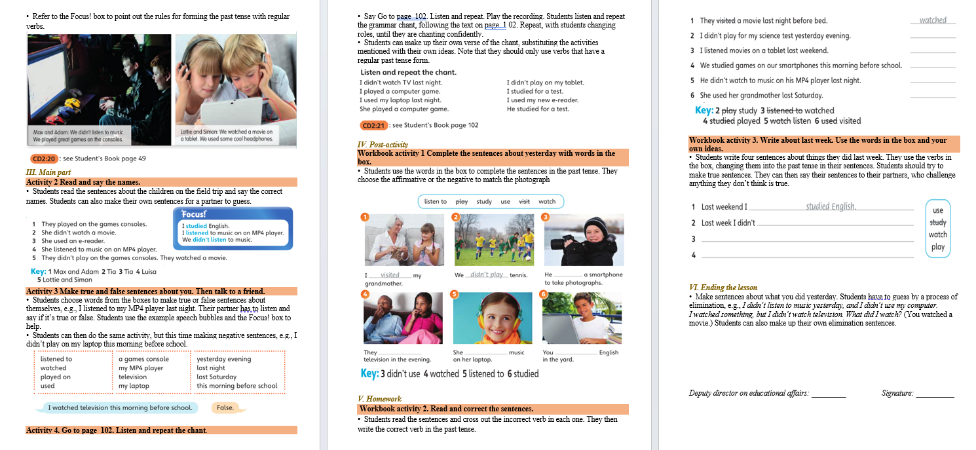 • Refer to the Focus! box to point out the rules for forming the past tense with regular
verbs.
Max and Adam: We didn't listen to music.
We played great games on the consoles.
Lottie and Simon: We watched a movie on
a tablet. We used some cool headphones.
CD2:20 : see Student's Book page 49
III. Main part
Activity 2 Read and say the names.
• Students read the sentences about the children on the field trip and say the correct
names. Students can also make their own sentences for a partner to guess.
Focus!
I studied English.
I listened to music on an MP4 player.
We didn't listen to music.
1 They played on the games consoles.
2 She didn't watch a movie.
3 She used an e-reader.
4 She listened to music on an MP4 player.
5 They didn't play on the games consoles. They watched a movie.
Key: 1 Max and Adam 2 Tia 3 Tia 4 Luisa
5 Lottie and Simon
Activity 3 Make true and false sentences about you. Then talk to a friend.
• Students choose words from the boxes to make true or false sentences about
themselves, e.g., I listened to my MP4 player last night. Their partner has to listen and
say if it's true or false. Students use the example speech bubbles and the Focus! box to
help.
• Students can then do the same activity, but this time making negative sentences, e.g., I
didn't play on my laptop this morning before school.
listened to a games console yesterday evening
watched my MP4 player last night
played on television last Saturday
used my laptop this morning before school
I watched television this morning before school. False.
Activity 4. Go to page 102. Listen and repeat the chant.
• Say Go to page 102. Listen and repeat. Play the recording. Students listen and repeat
the grammar chant, following the text on page 1 02. Repeat, with students changing
roles, until they are chanting confidently.
• Students can make up their own verse of the chant, substituting the activities
mentioned with their own ideas. Note that they should only use verbs that have a
regular past tense form.
Listen and repeat the chant.
I didn't watch TV last night. I didn't play on my tablet.
I played a computer game. I studied for a test.
I used my laptop last night. I used my new e-reader.
She played a computer game. He studied for a test.
CD2:21 : see Student's Book page 102
IV. Post-activity
Workbook activity 1 Complete the sentences about yesterday with words in the
box.
• Students use the words in the box to complete the sentences in the past tense. They
choose the affirmative or the negative to match the photograph
listen to play study use visit watch
1 2 3
I visited my
grandmother.
We didn't play tennis.
He ________ a smartphone
to take photographs.
4 5 6
They ________
television in the evening.
She ________ music
on her laptop.
You ________ English
in the yard.
Key: 3 didn't use 4 watched 5 listened to 6 studied
V. Homework
Workbook activity 2. Read and correct the sentences.
• Students read the sentences and cross out the incorrect verb in each one. They then
write the correct verb in the past tense.
1 They visited a movie last night before bed. watched
2 I didn't play for my science test yesterday evening.
3 I listened movies on a tablet last weekend.
4 We studied games on our smartphones this morning before school.
5 He didn't watch to music on his MP4 player last night.
6 She used her grandmother last Saturday.
Key: 2 play study 3 listened to watched
4 studied played 5 watch listen 6 used visited
Workbook activity 3. Write about last week. Use the words in the box and your
own ideas.
• Students write four sentences about things they did last week. They use the verbs in
the box, changing them into the past tense in their sentences. Students should try to
make true sentences. They can then say their sentences to their partners, who challenge
anything they don't think is true.
1 Last weekend I studied English.
2 Last week I didn't
3
4
use
study
watch
play
VI. Ending the lesson
• Make sentences about what you did yesterday. Students have to guess by a process of
elimination, e.g., I didn't listen to music yesterday, and I didn't use my computer.
I watched something, but I didn't watch television. What did I watch? (You watched a
movie.) Students can also make up their own elimination sentences.
Deputy director on educational affairs: ________ Signature: ________